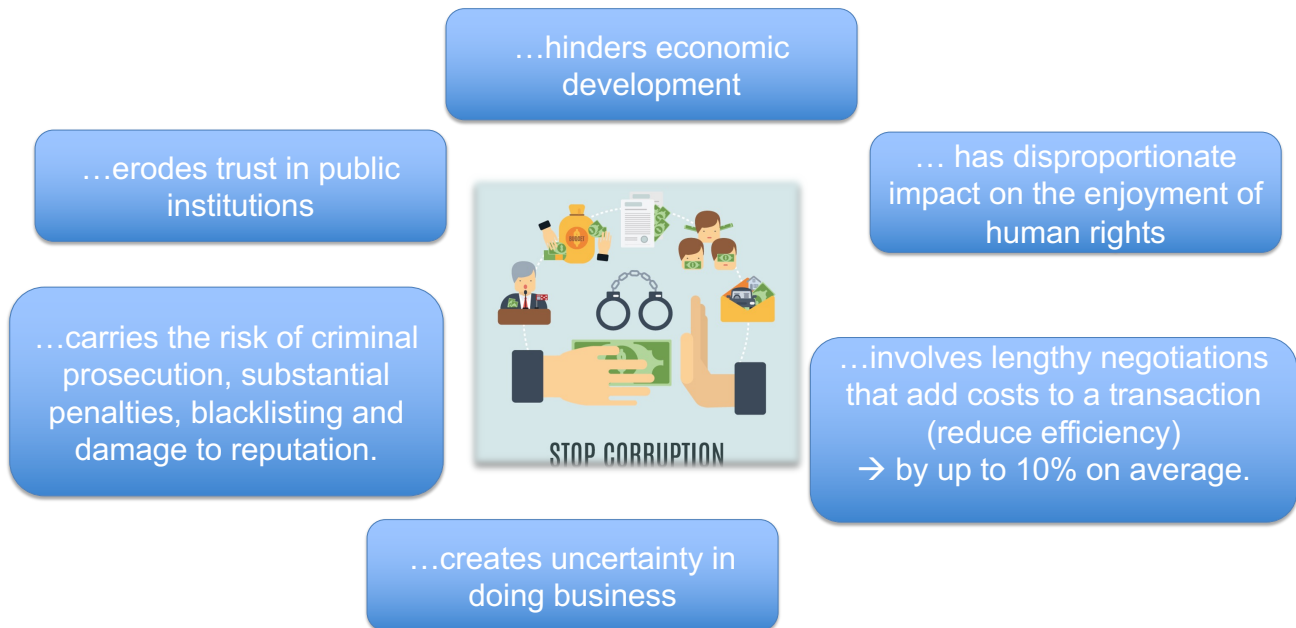 …hinders economic
development
…erodes trust in public
institutions
… has disproportionate
impact on the enjoyment of
human rights
…carries the risk of criminal
prosecution, substantial
penalties, blacklisting and
damage to reputation.
…involves lengthy negotiations
that add costs to a transaction
(reduce efficiency)
→ by up to 10% on average.
STOP CORRUPTION
…creates uncertainty in
doing business